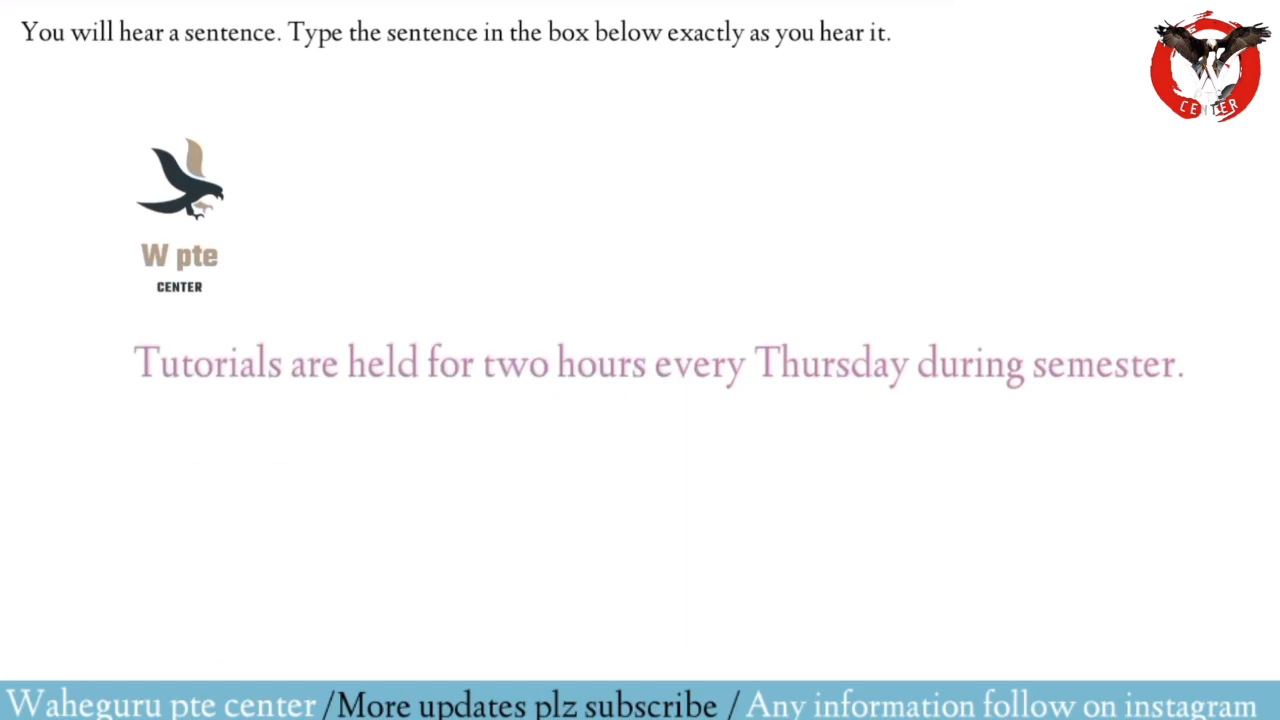 You will hear a sentence. Type the sentence in the box below exactly as you hear it.
CENTER
W pte
CENTER
Tutorials are held for two hours every Thursday during semester.
Waheguru pte center /More updates plz subscribe / Any information follow on instagram